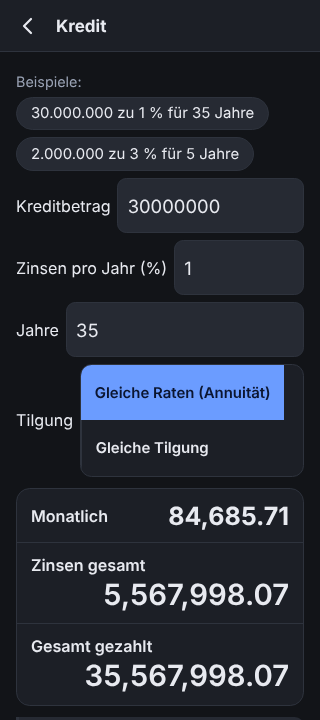 Kredit
Beispiele:
30.000.000 zu 1 % für 35 Jahre
2.000.000 zu 3 % für 5 Jahre
Kreditbetrag 30000000
Zinsen pro Jahr (%) 1
Jahre 35
Gleiche Raten (Annuität)
Tilgung
Gleiche Tilgung
Monatlich 84,685.71
Zinsen gesamt
5,567,998.07
Gesamt gezahlt
35,567,998.07